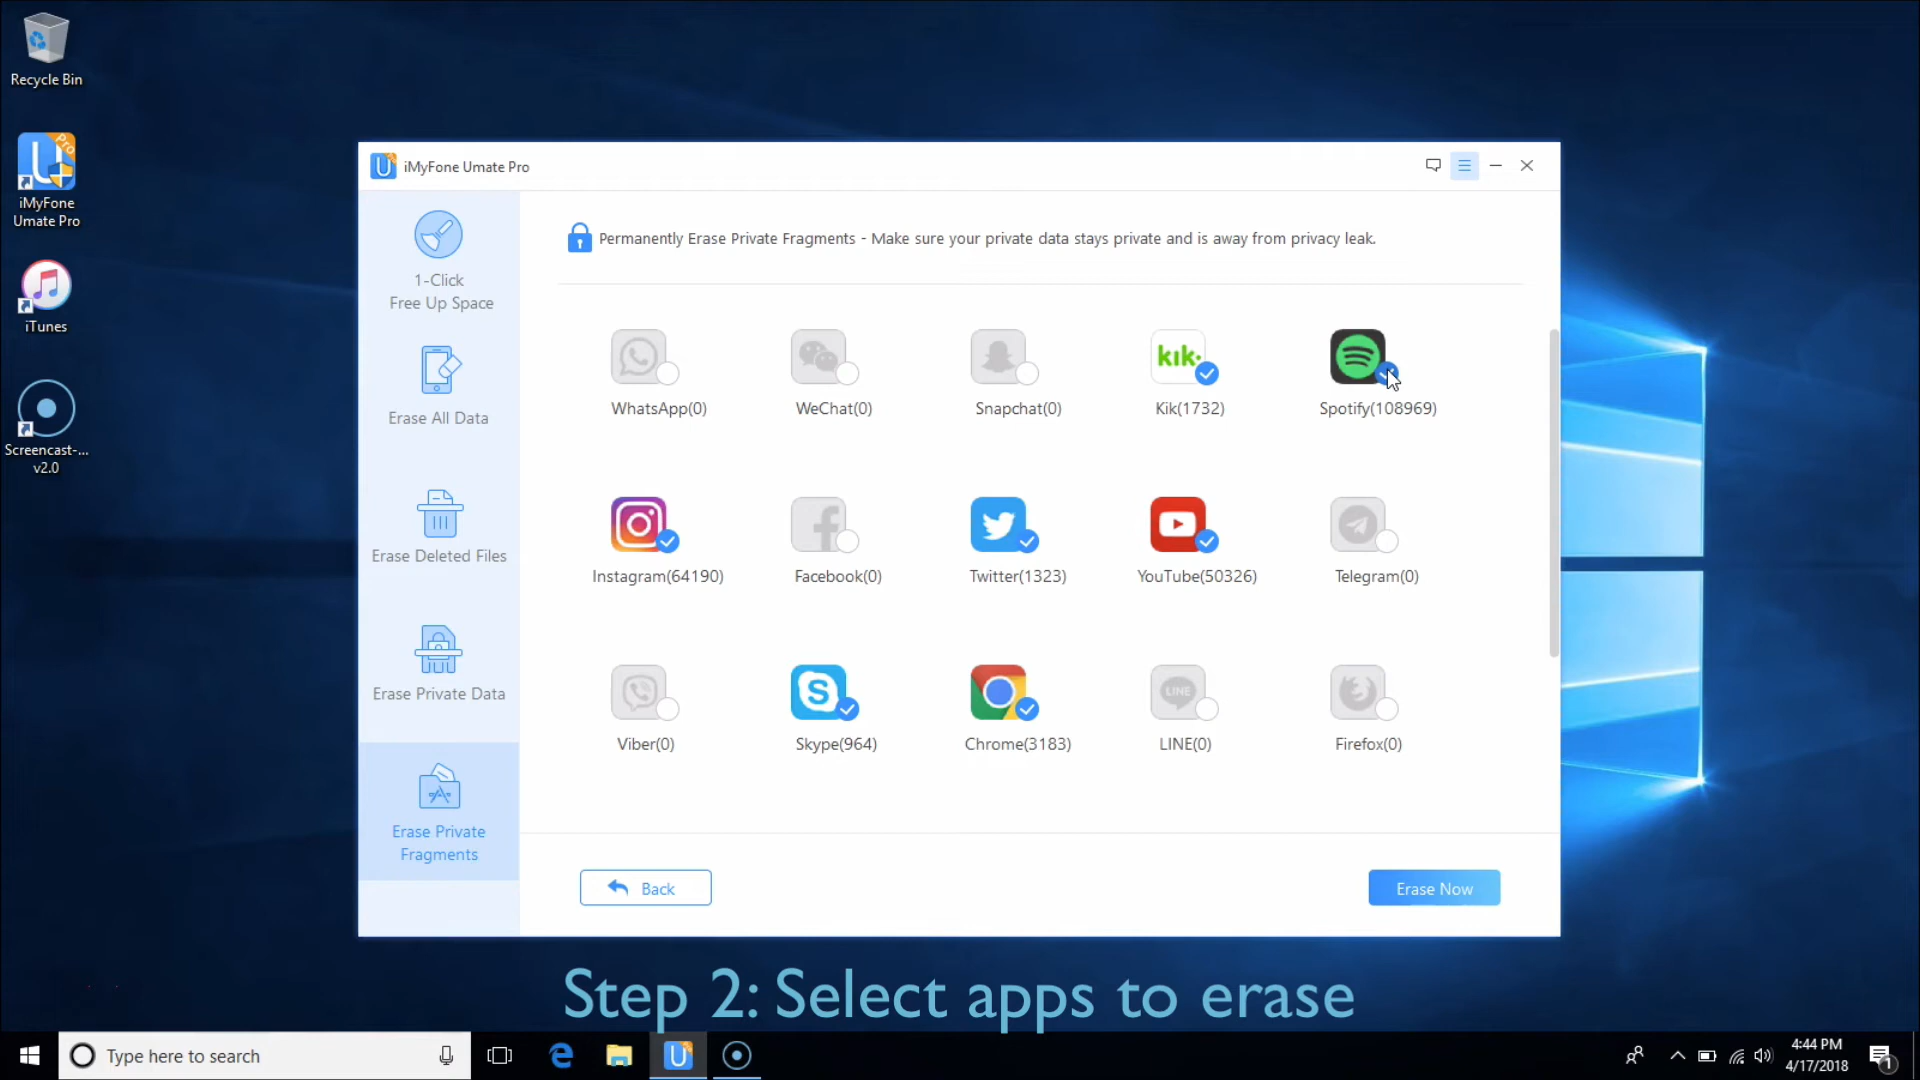 Recycle Bin
iMyFone
Umate Pro
iTunes
Screencast-...
v2.0
iMyFone Umate Pro
1-Click
Free Up Space
Erase All Data
Erase Deleted Files
Erase Private Data
Erase Private
Fragments
Permanently Erase Private Fragments - Make sure your private data stays private and is away from privacy leak.
kik.
WhatsApp(0)
WeChat(0)
Snapchat(0)
Kik(1732)
Spotify(108969)
Instagram(64190)
Facebook(0)
Twitter(1323)
YouTube(50326)
Telegram(0)
LINE
Viber(0)
Skype(964)
Chrome(3183)
LINE(0)
Firefox(0)
Back
Erase Now
Step 2: Select apps to erase
Type here to search
4:44 PM
4/17/2018
1